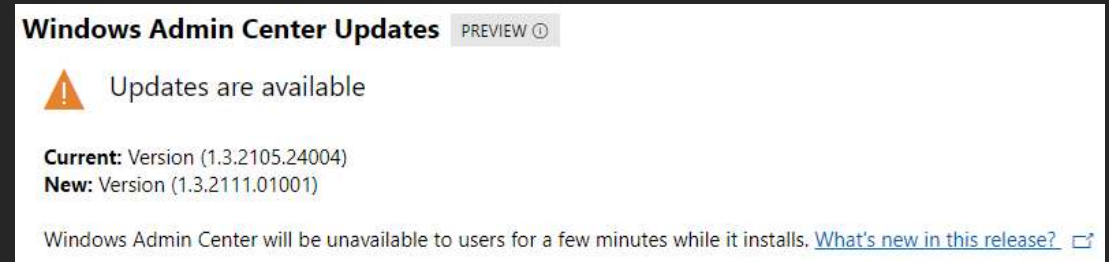 Windows Admin Center Updates PREVIEW
Updates are available
Current: Version (1.3.2105.24004)
New: Version (1.3.2111.01001)
Windows Admin Center will be unavailable to users for a few minutes while it installs. What's new in this release?